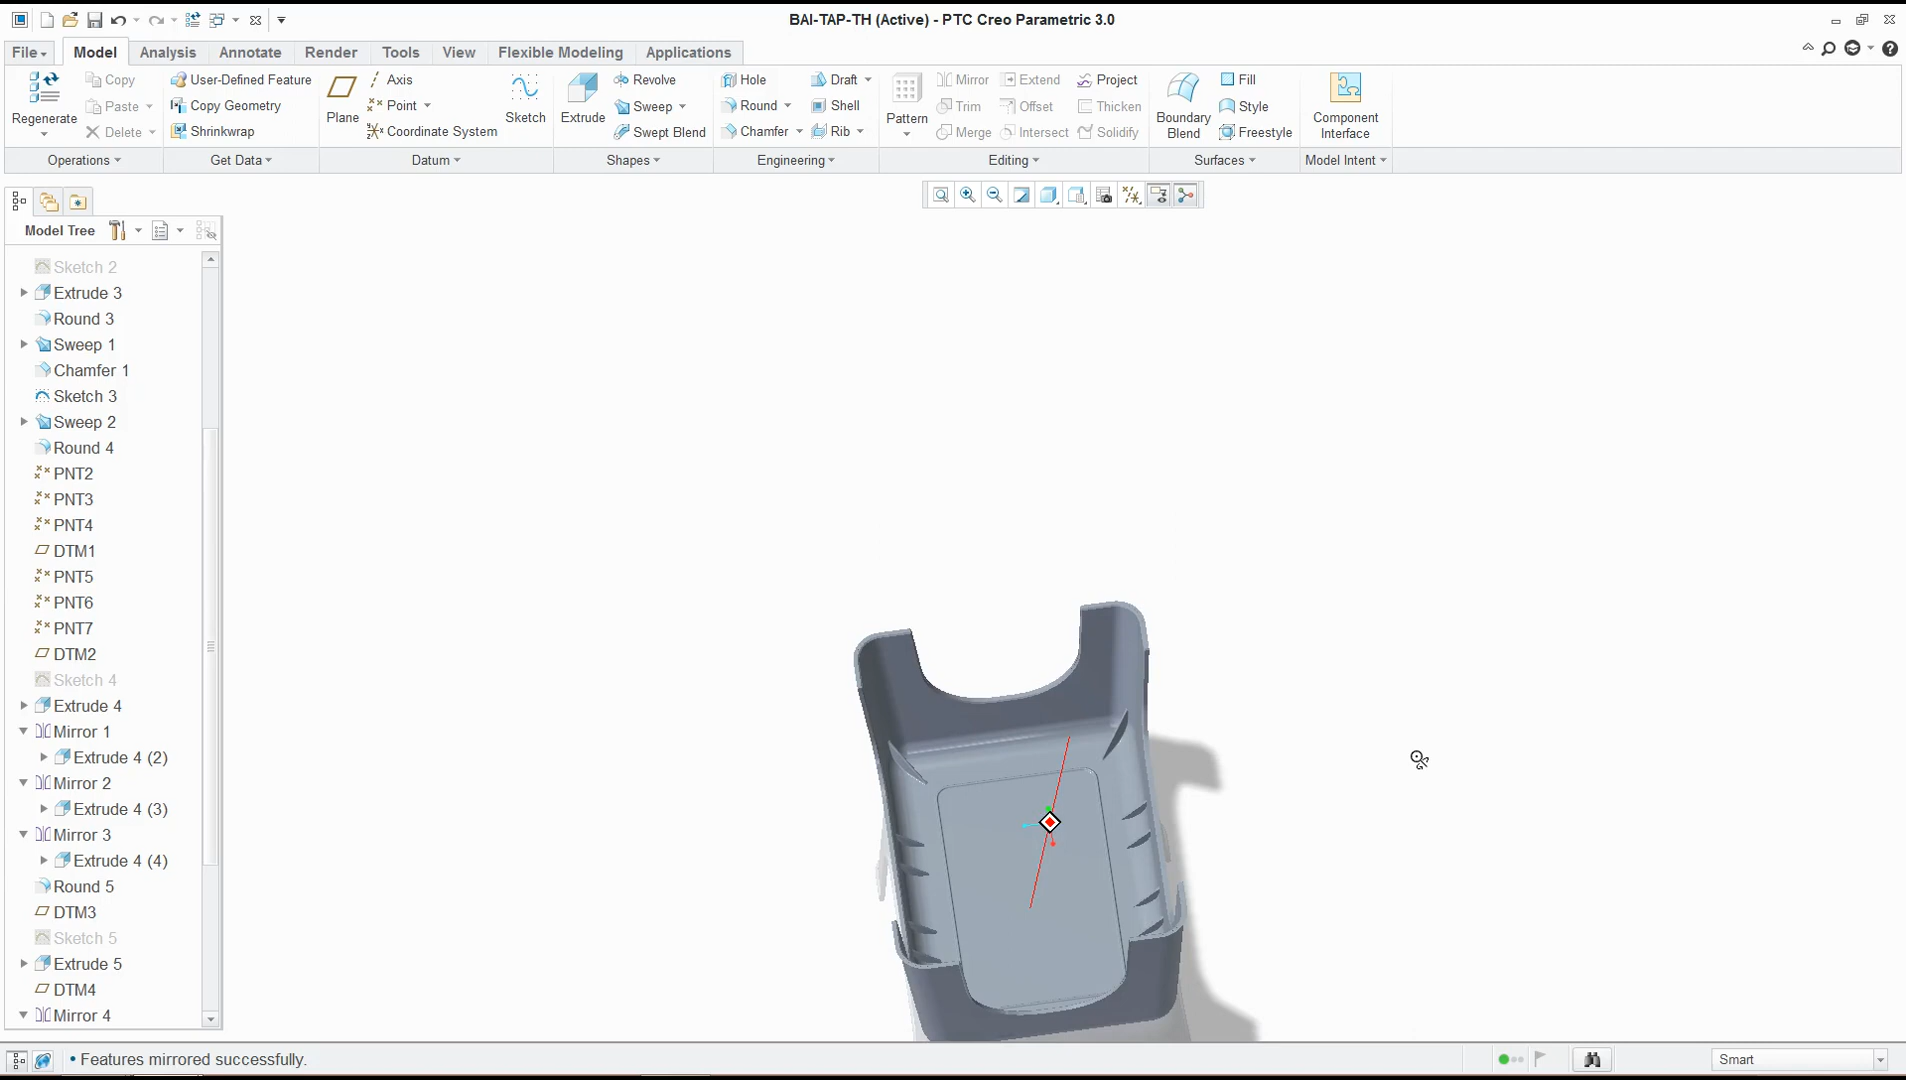 BAI-TAP-TH (Active) - PTC Creo Parametric 3.0
File Model Analysis Annotate Render Tools View Flexible Modeling Applications
Regenerate
Copy
Paste
Delete
Operations
User-Defined Feature
Copy Geometry
Shrinkwrap
Get Data
Plane
Axis
Point
Coordinate System
Sketch
Datum
Extrude
Revolve
Sweep
Swept Blend
Shapes
Hole
Round
Chamfer
Draft
Shell
Rib
Engineering
Pattern
Mirror
Trim
Merge
Extend
Offset
Intersect
Project
Thicken
Solidify
Editing
Boundary
Blend
Fill
Style
Freestyle
Surfaces
Component
Interface
Model Intent
Model Tree
Sketch 2
Extrude 3
Round 3
Sweep 1
Chamfer 1
Sketch 3
Sweep 2
Round 4
PNT2
PNT3
PNT4
DTM1
PNT5
PNT6
PNT7
DTM2
Sketch 4
Extrude 4
Mirror 1
Extrude 4 (2)
Mirror 2
Extrude 4 (3)
Mirror 3
Extrude 4 (4)
Round 5
DTM3
Sketch 5
Extrude 5
DTM4
Mirror 4
• Features mirrored successfully.
Smart